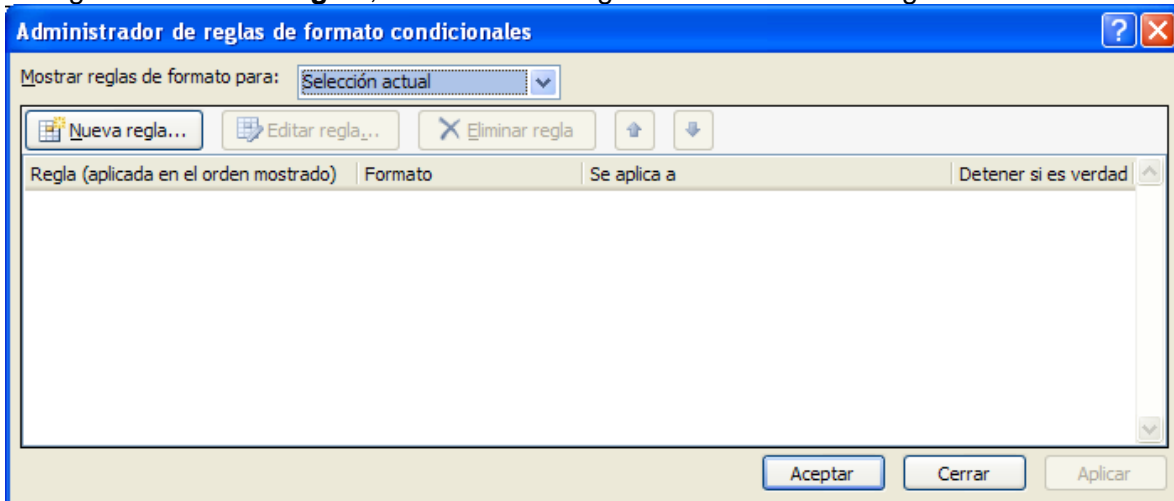 Administrador de reglas de formato condicionales
Mostrar reglas de formato para: Selección actual
Nueva regla... Editar regla... Eliminar regla
Regla (aplicada en el orden mostrado) Formato Se aplica a Detener si es verdad
Aceptar Cerrar Aplicar